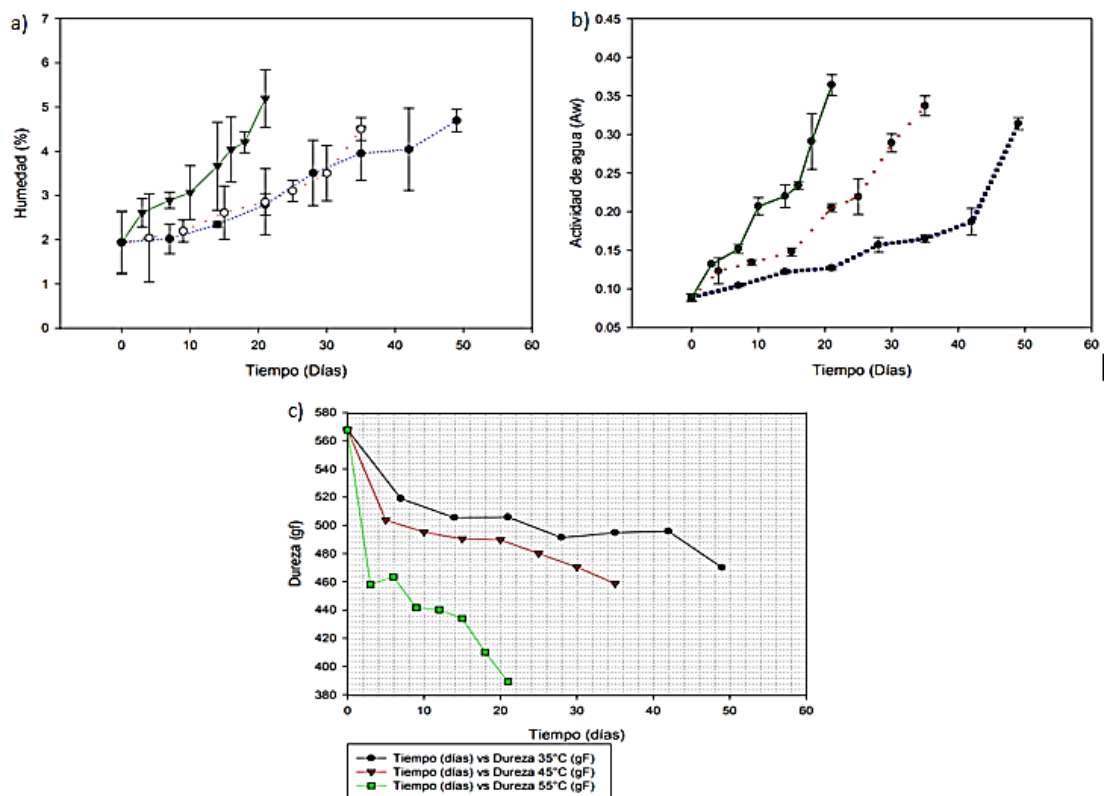 a)
7
6
5
4
3
2
1
0
Humedad (%)
0 10 20 30 40 50 60
Tiempo (Días)
b)
0.45
0.40
0.35
0.30
0.25
0.20
0.15
0.10
0.05
Actividad de agua (Aw)
0 10 20 30 40 50 60
Tiempo (Días)
c)
580
560
540
520
500
480
460
440
420
400
380
Dureza (gf)
0 10 20 30 40 50 60
Tiempo (días)
Tiempo (días) vs Dureza 35°C (gF)
Tiempo (días) vs Dureza 45°C (gF)
Tiempo (días) vs Dureza 55°C (gF)